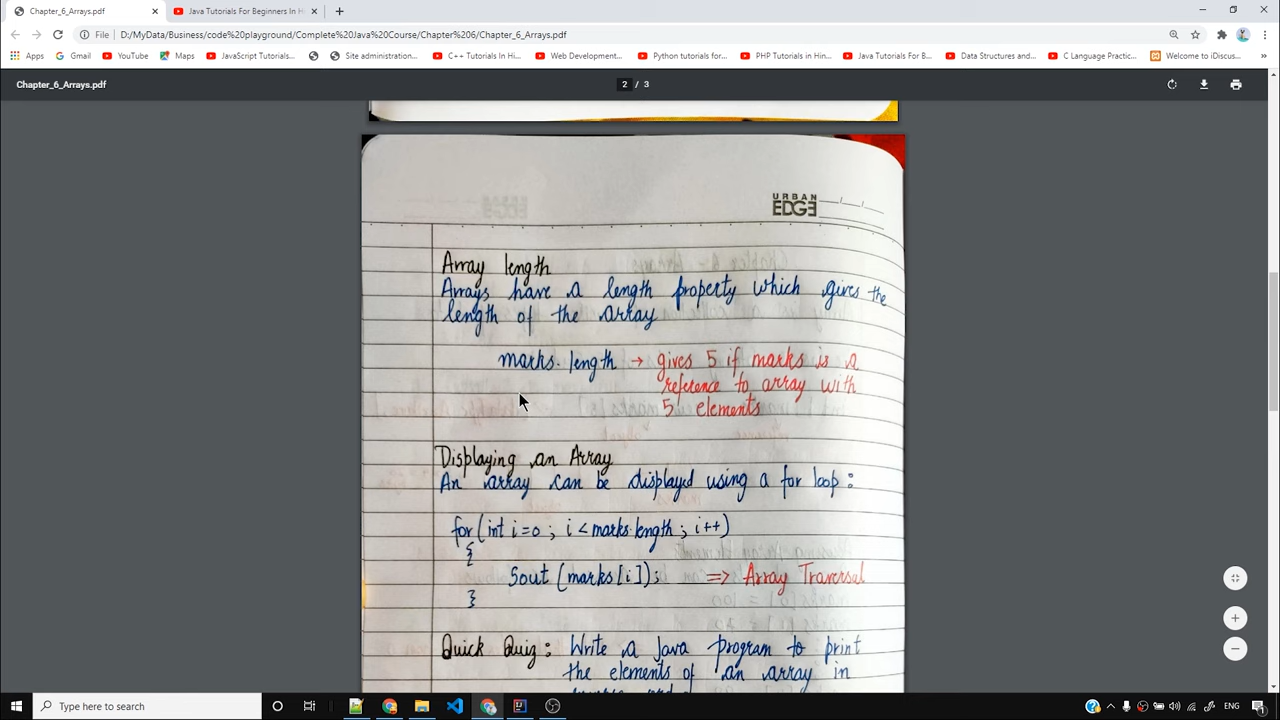 Chapter_6_Arrays.pdf
Java Tutorials For Beginners In H
File
D:/MyData/Business/code%20playground/Complete%20Java%20Course/Chapter%206/Chapter_6_Arrays.pdf
Apps
Gmail
YouTube
Maps
JavaScript Tutorials...
Site administration...
C++ Tutorials In Hi...
Web Development...
Python tutorials for...
PHP Tutorials in Hin...
Java Tutorials For B...
Data Structures and...
C Language Practic...
Welcome to iDiscus...
Chapter_6_Arrays.pdf
2 / 3
URBAN
EDGE
Array length
Arrays have a length property which gives the
length of the array
marks.length → gives 5 if marks is a
reference to array with
5 elements
Displaying an Array
An array can be displayed using a for loop :
for(int i=0 ; i < marks.length ; i++)
{
Sout (marks[i]); => Array Traversal
}
Quick Quiz : Write a Java program to print
the elements of an array in
Type here to search
ENG